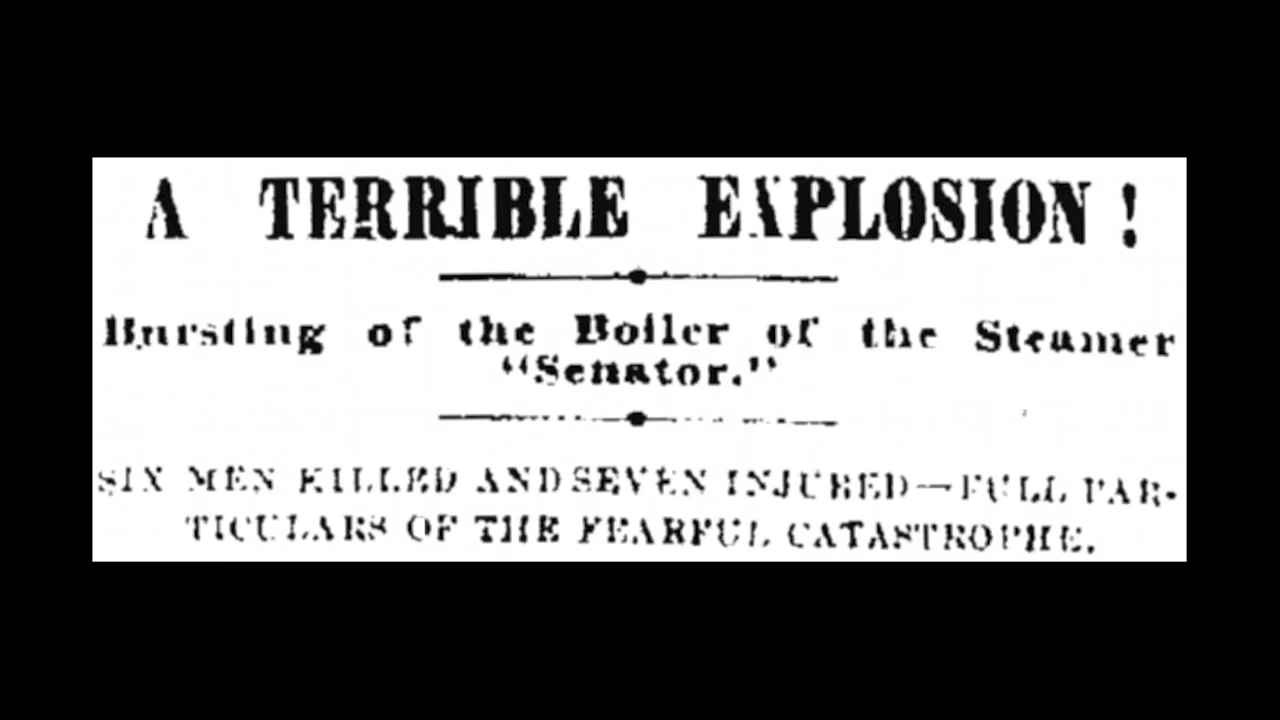 A TERRIBLE EXPLOSION!
Bursting of the Boiler of the Steamer
"Senator."
SIX MEN KILLED AND SEVEN INJURED—FULL PAR-
TICULARS OF THE FEARFUL CATASTROPHE.